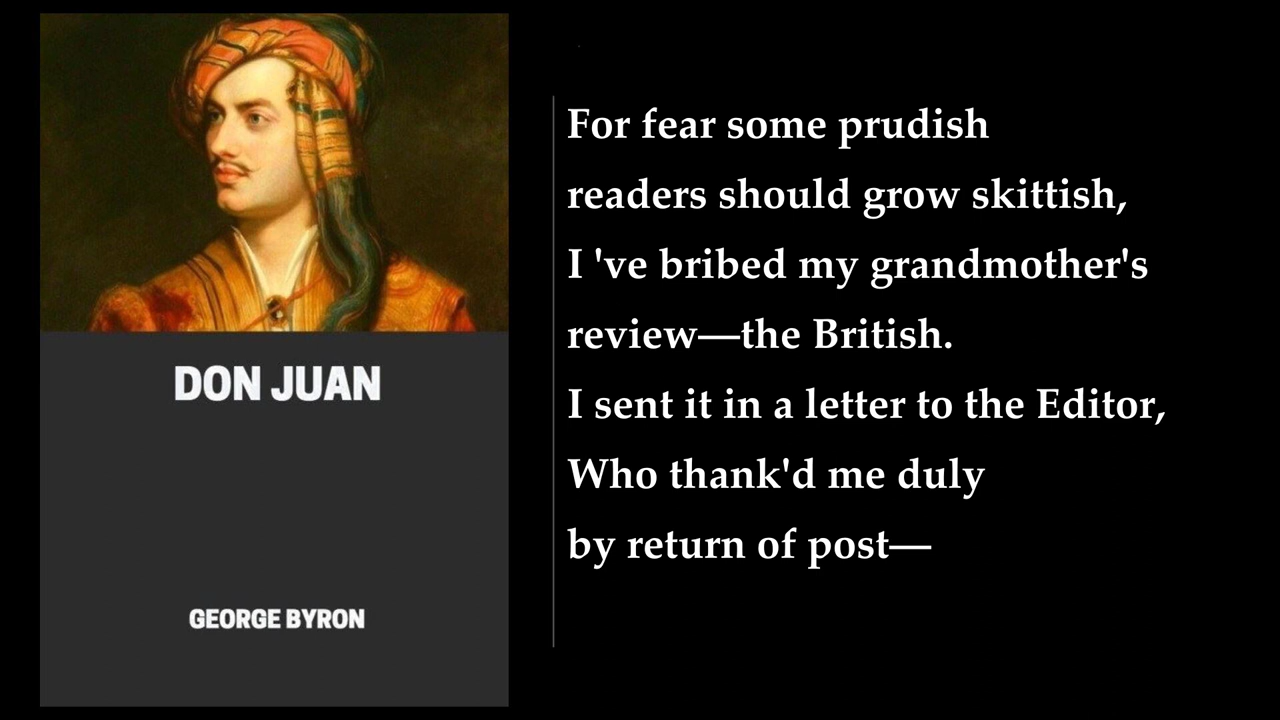 DON JUAN
GEORGE BYRON
For fear some prudish
readers should grow skittish,
I 've bribed my grandmother's
review—the British.
I sent it in a letter to the Editor,
Who thank'd me duly
by return of post—